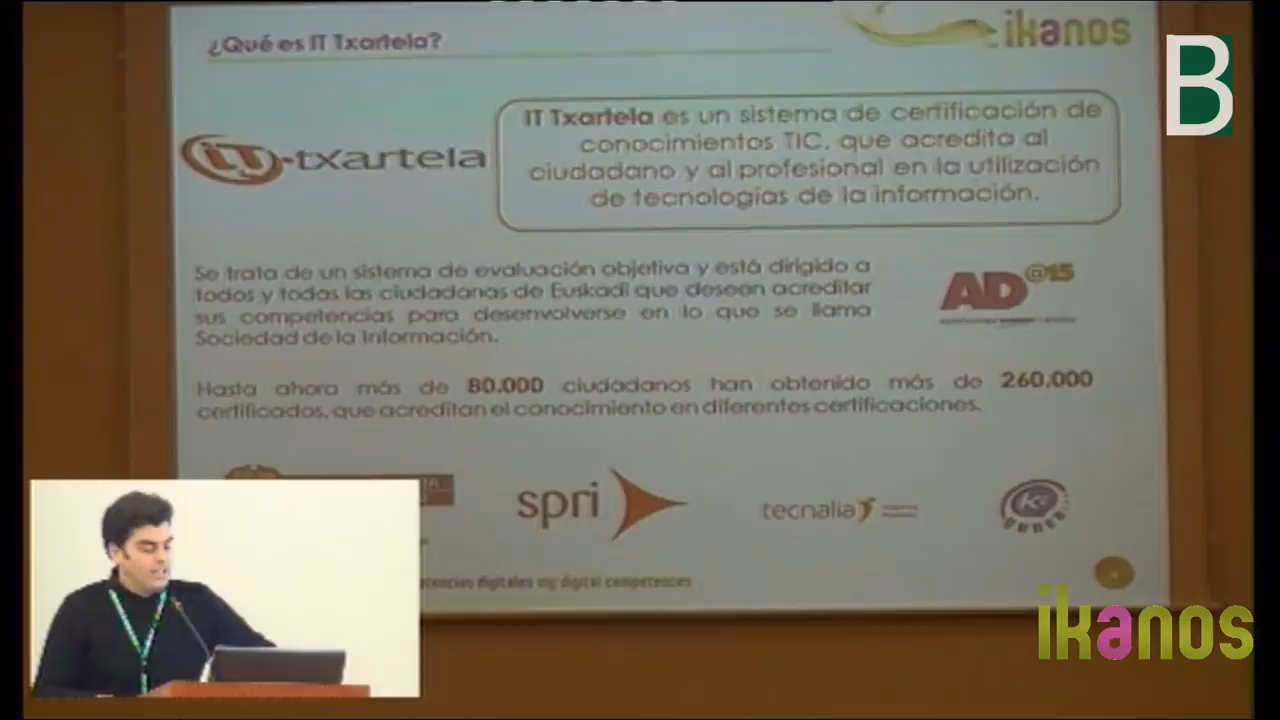 ¿Qué es IT Txartela?
ikanos
B
IT Txartela es un sistema de certificación de
conocimientos TIC, que acredita al
ciudadano y al profesional en la utilización
de tecnologías de la información.
iT-txartela
Se trata de un sistema de evaluación objetiva y está dirigido a
todos y todas las ciudadanas de Euskadi que deseen acreditar
sus competencias para desenvolverse en lo que se llama
Sociedad de la Información.
AD@15
Hasta ahora más de 80.000 ciudadanos han obtenido más de 260.000
certificados, que acreditan el conocimiento en diferentes certificaciones.
spri
tecnalia
digitales my digital competences
ikanos